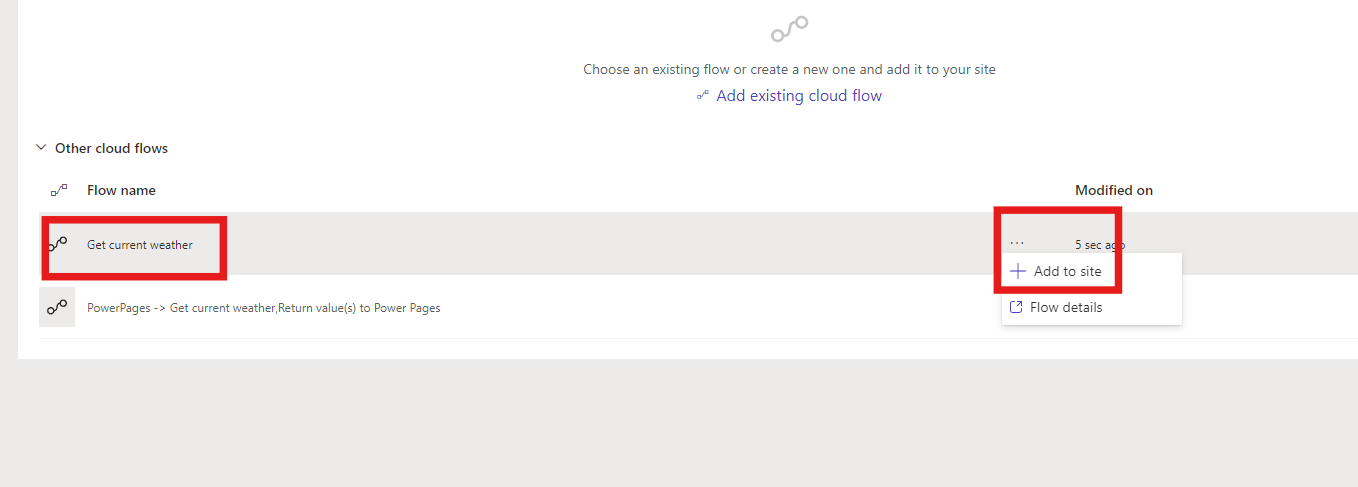 Choose an existing flow or create a new one and add it to your site
Add existing cloud flow
Other cloud flows
Flow name
Modified on
Get current weather
... 5 sec ago
Add to site
PowerPages -> Get current weather,Return value(s) to Power Pages
Flow details